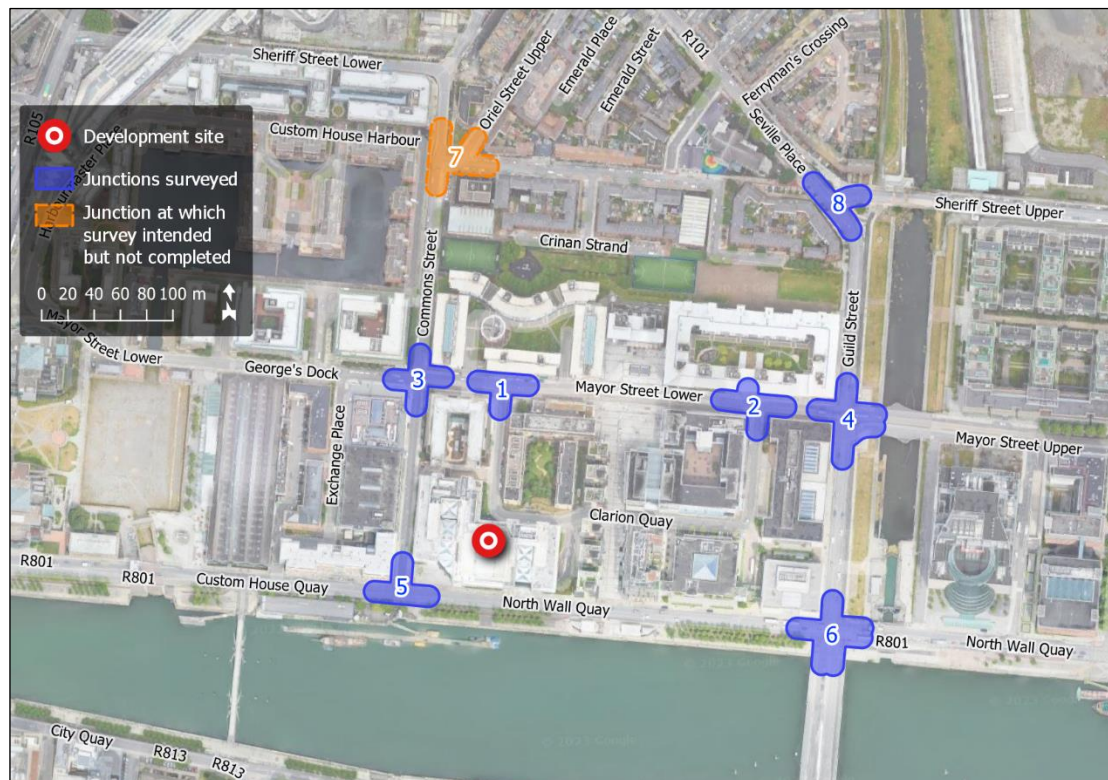 Sheriff Street Lower
Oriel Street Upper
Emerald Place
Emerald Street
R101
Ferryman's Crossing
Seville Place
R105
Custom House Harbour
Development site
Junctions surveyed
Junction at which
survey intended
but not completed
0 20 40 60 80 100 m
N
7
8
Sheriff Street Upper
Crinan Strand
Commons Street
Guild Street
Mayor Street Lower
George's Dock
3
1
Mayor Street Lower
2
4
Mayor Street Upper
Exchange Place
Clarion Quay
R801
R801
Custom House Quay
5
North Wall Quay
6
R801
North Wall Quay
City Quay
R813
R813